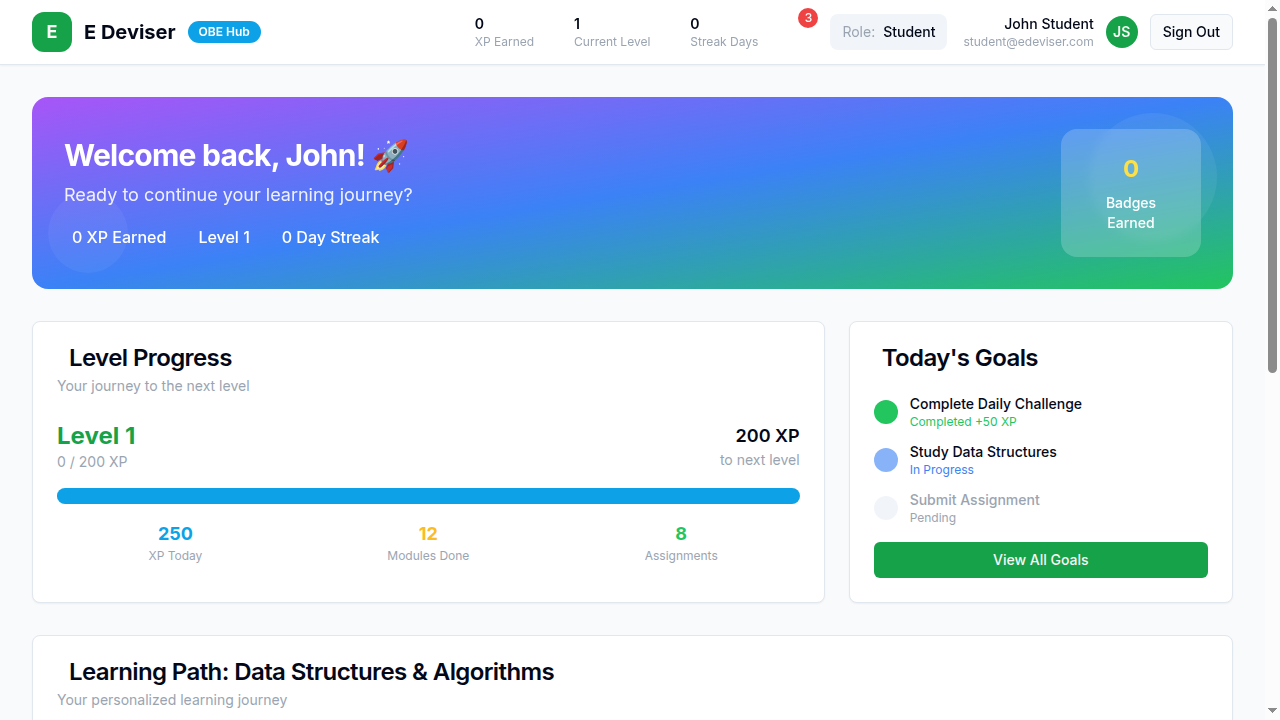 E
E Deviser
OBE Hub
0
XP Earned
1
Current Level
0
Streak Days
3
Role: Student
John Student
student@edeviser.com
JS
Sign Out
Welcome back, John! 🚀
Ready to continue your learning journey?
0 XP Earned
Level 1
0 Day Streak
0
Badges
Earned
Level Progress
Your journey to the next level
Level 1
0 / 200 XP
200 XP
to next level
250
XP Today
12
Modules Done
8
Assignments
Today's Goals
Complete Daily Challenge
Completed +50 XP
Study Data Structures
In Progress
Submit Assignment
Pending
View All Goals
Learning Path: Data Structures & Algorithms
Your personalized learning journey